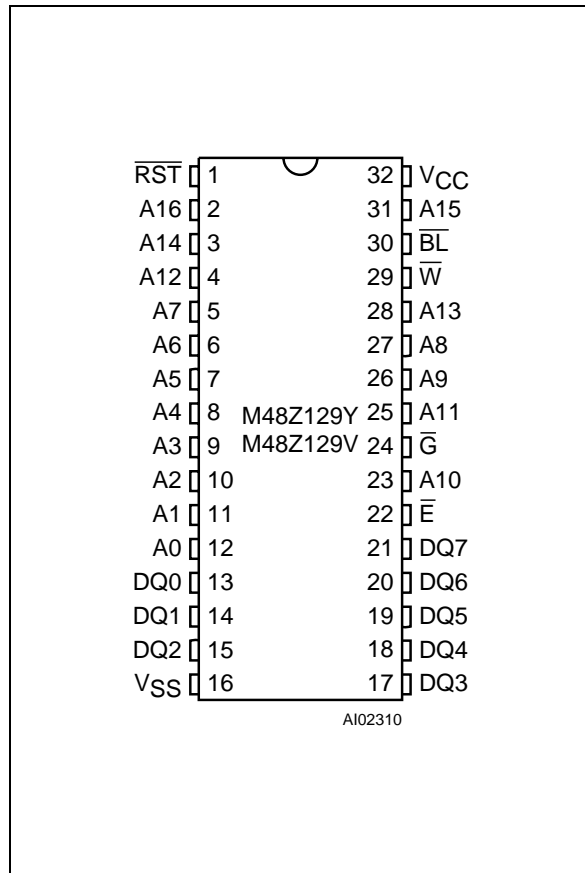 R̅S̅T̅ 1 32 VCC
A16 2 31 A15
A14 3 30 B̅L̅
A12 4 29 W̅
A7 5 28 A13
A6 6 27 A8
A5 7 26 A9
A4 8 M48Z129Y 25 A11
A3 9 M48Z129V 24 G̅
A2 10 23 A10
A1 11 22 E̅
A0 12 21 DQ7
DQ0 13 20 DQ6
DQ1 14 19 DQ5
DQ2 15 18 DQ4
VSS 16 17 DQ3
AI02310